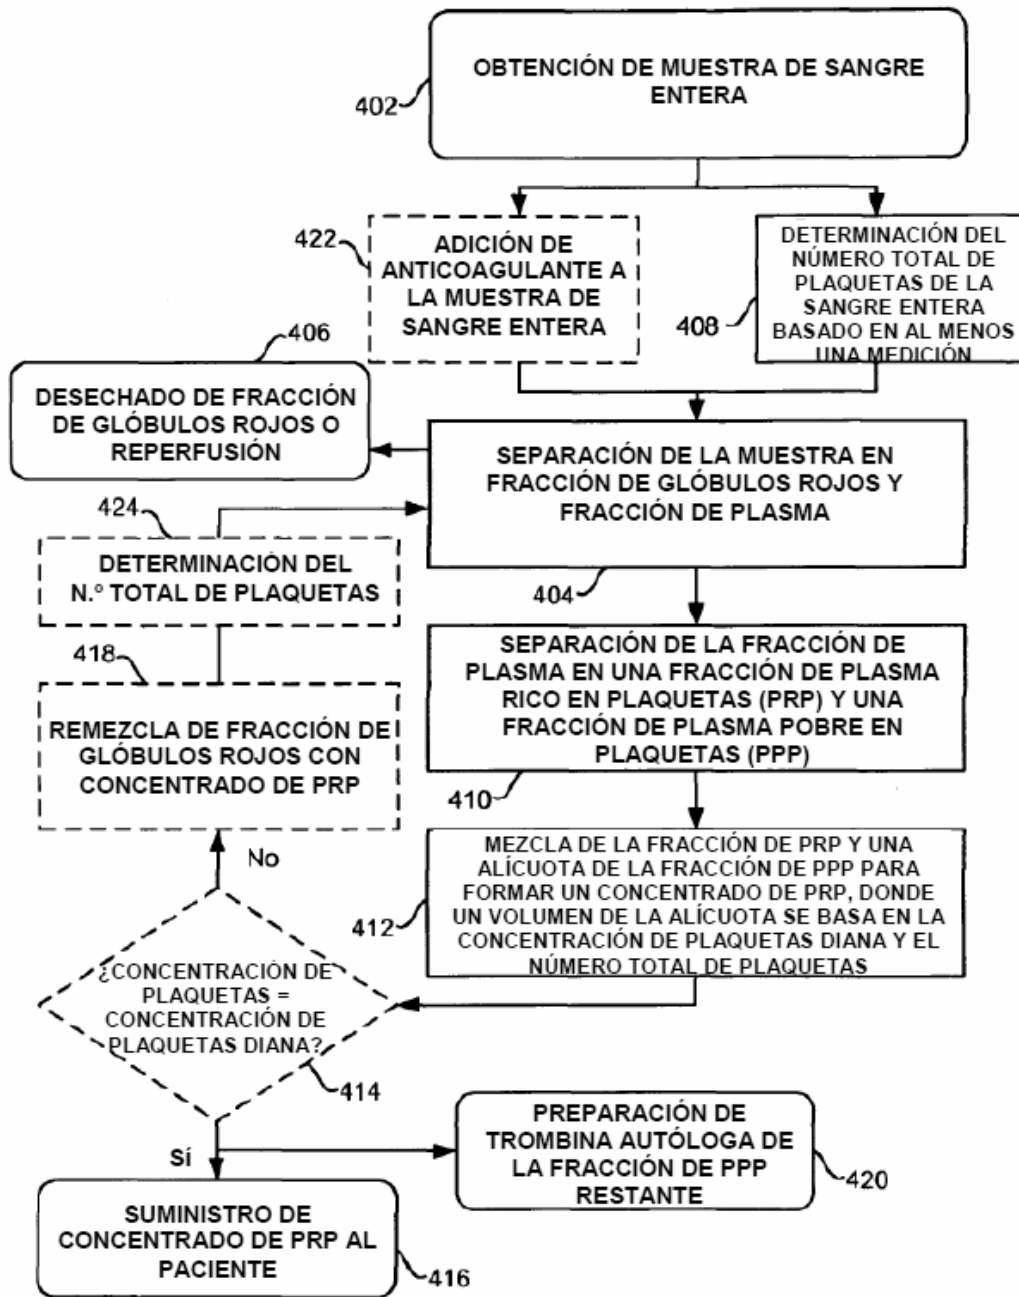 OBTENCIÓN DE MUESTRA DE SANGRE
ENTERA
402
422
ADICIÓN DE
ANTICOAGULANTE A
LA MUESTRA DE
SANGRE ENTERA
DETERMINACIÓN DEL
NÚMERO TOTAL DE
PLAQUETAS DE LA
SANGRE ENTERA
BASADO EN AL MENOS
UNA MEDICIÓN
408
406
DESECHADO DE FRACCIÓN
DE GLÓBULOS ROJOS O
REPERFUSIÓN
SEPARACIÓN DE LA MUESTRA EN
FRACCIÓN DE GLÓBULOS ROJOS Y
FRACCIÓN DE PLASMA
404
424
DETERMINACIÓN DEL
N.º TOTAL DE PLAQUETAS
SEPARACIÓN DE LA FRACCIÓN DE
PLASMA EN UNA FRACCIÓN DE PLASMA
RICO EN PLAQUETAS (PRP) Y UNA
FRACCIÓN DE PLASMA POBRE EN
PLAQUETAS (PPP)
410
418
REMEZCLA DE FRACCIÓN DE
GLÓBULOS ROJOS CON
CONCENTRADO DE PRP
No
MEZCLA DE LA FRACCIÓN DE PRP Y UNA
ALÍCUOTA DE LA FRACCIÓN DE PPP PARA
FORMAR UN CONCENTRADO DE PRP, DONDE
UN VOLUMEN DE LA ALÍCUOTA SE BASA EN LA
CONCENTRACIÓN DE PLAQUETAS DIANA Y EL
NÚMERO TOTAL DE PLAQUETAS
412
¿CONCENTRACIÓN DE
PLAQUETAS =
CONCENTRACIÓN DE
PLAQUETAS DIANA?
414
Sí
PREPARACIÓN DE
TROMBINA AUTÓLOGA DE
LA FRACCIÓN DE PPP
RESTANTE
420
SUMINISTRO DE
CONCENTRADO DE PRP AL
PACIENTE
416